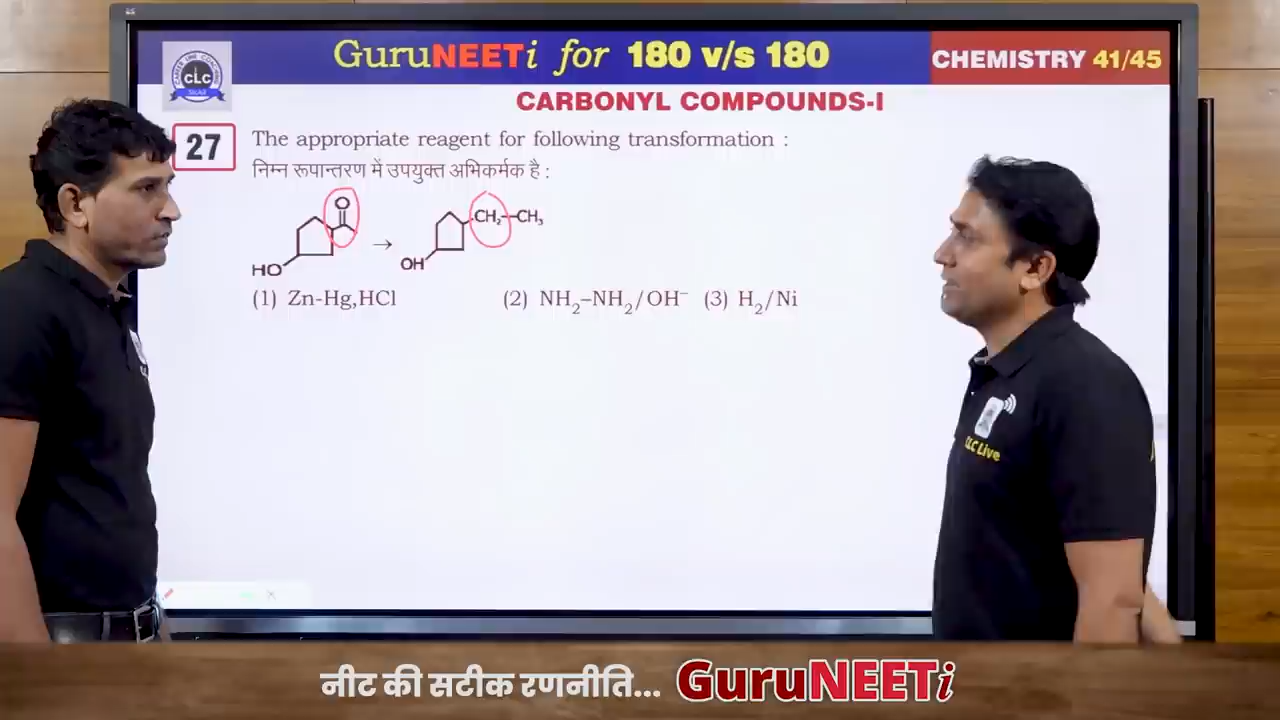 GuruNEETi for 180 v/s 180
CHEMISTRY 41/45
CLC
CARBONYL COMPOUNDS-I
27
The appropriate reagent for following transformation :
निम्न रूपान्तरण में उपयुक्त अभिकर्मक है :
O
HO
→
CH₂–CH₃
OH
(1) Zn-Hg,HCl (2) NH₂–NH₂/OH⁻ (3) H₂/Ni
CLC Live
नीट की सटीक रणनीति... GuruNEETi